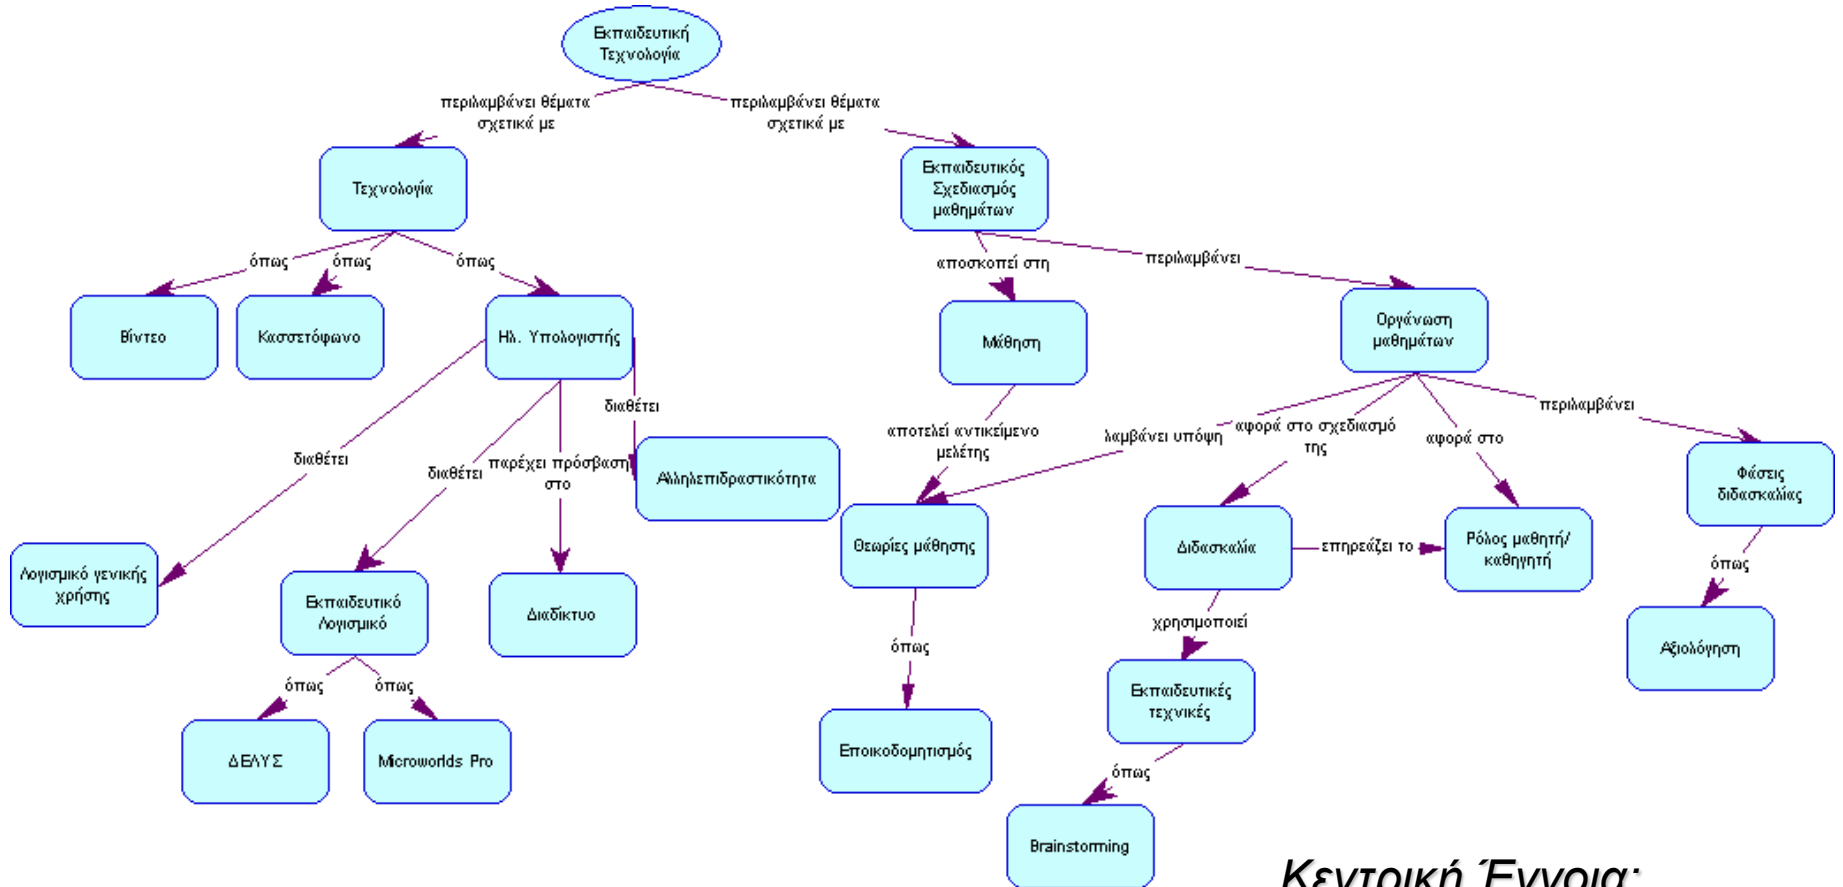 Εκπαιδευτική
Τεχνολογία
περιλαμβάνει θέματα
σχετικά με
περιλαμβάνει θέματα
σχετικά με
Τεχνολογία
Εκπαιδευτικός
Σχεδιασμός
μαθημάτων
όπως
όπως
όπως
αποσκοπεί στη
περιλαμβάνει
Βίντεο
Κασσετόφωνο
Ηλ. Υπολογιστής
Μάθηση
Οργάνωση
μαθημάτων
διαθέτει
διαθέτει
παρέχει πρόσβαση
στο
διαθέτει
αποτελεί αντικείμενο
μελέτης
λαμβάνει υπόψη
αφορά στο σχεδιασμό
της
αφορά στο
περιλαμβάνει
Αλληλεπιδραστικότητα
Φάσεις
διδασκαλίας
Θεωρίες μάθησης
Διδασκαλία
επηρεάζει το
Ρόλος μαθητή/
καθηγητή
όπως
Λογισμικό γενικής
χρήσης
Εκπαιδευτικό
Λογισμικό
Διαδίκτυο
όπως
χρησιμοποιεί
Αξιολόγηση
όπως
όπως
Εκπαιδευτικές
τεχνικές
ΔΕΛΥΣ
Microworlds Pro
Εποικοδομητισμός
όπως
Brainstorming
Κεντρική Έννοια: